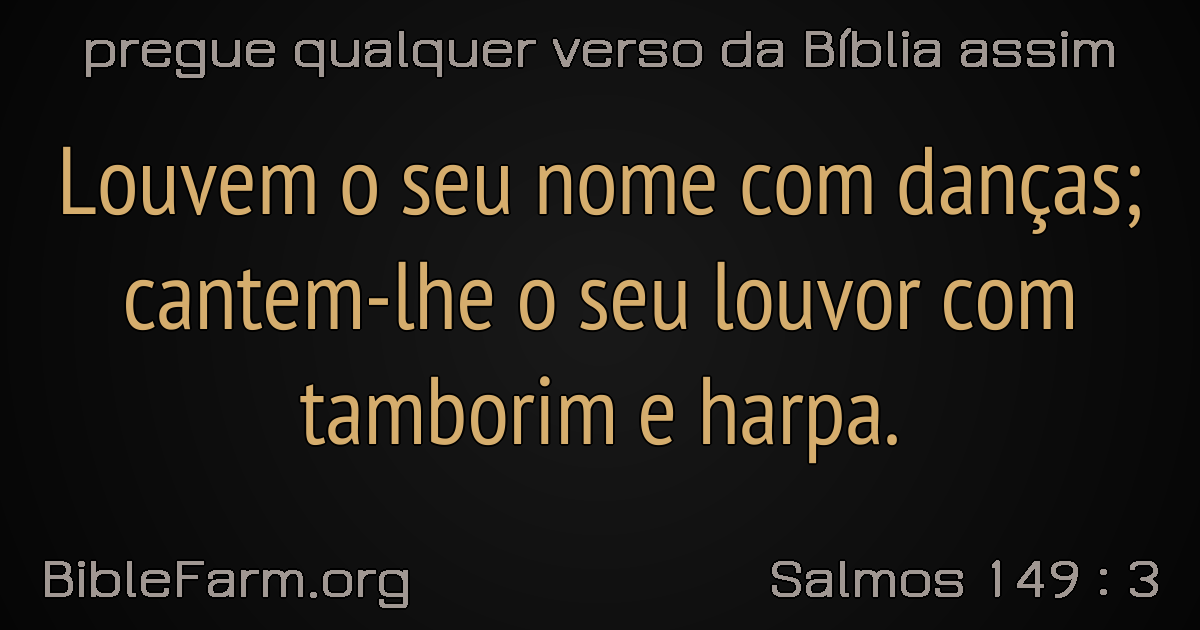 pregue qualquer verso da Bíblia assim
Louvem o seu nome com danças;
cantem-lhe o seu louvor com
tamborim e harpa.
BibleFarm.org
Salmos 149 : 3